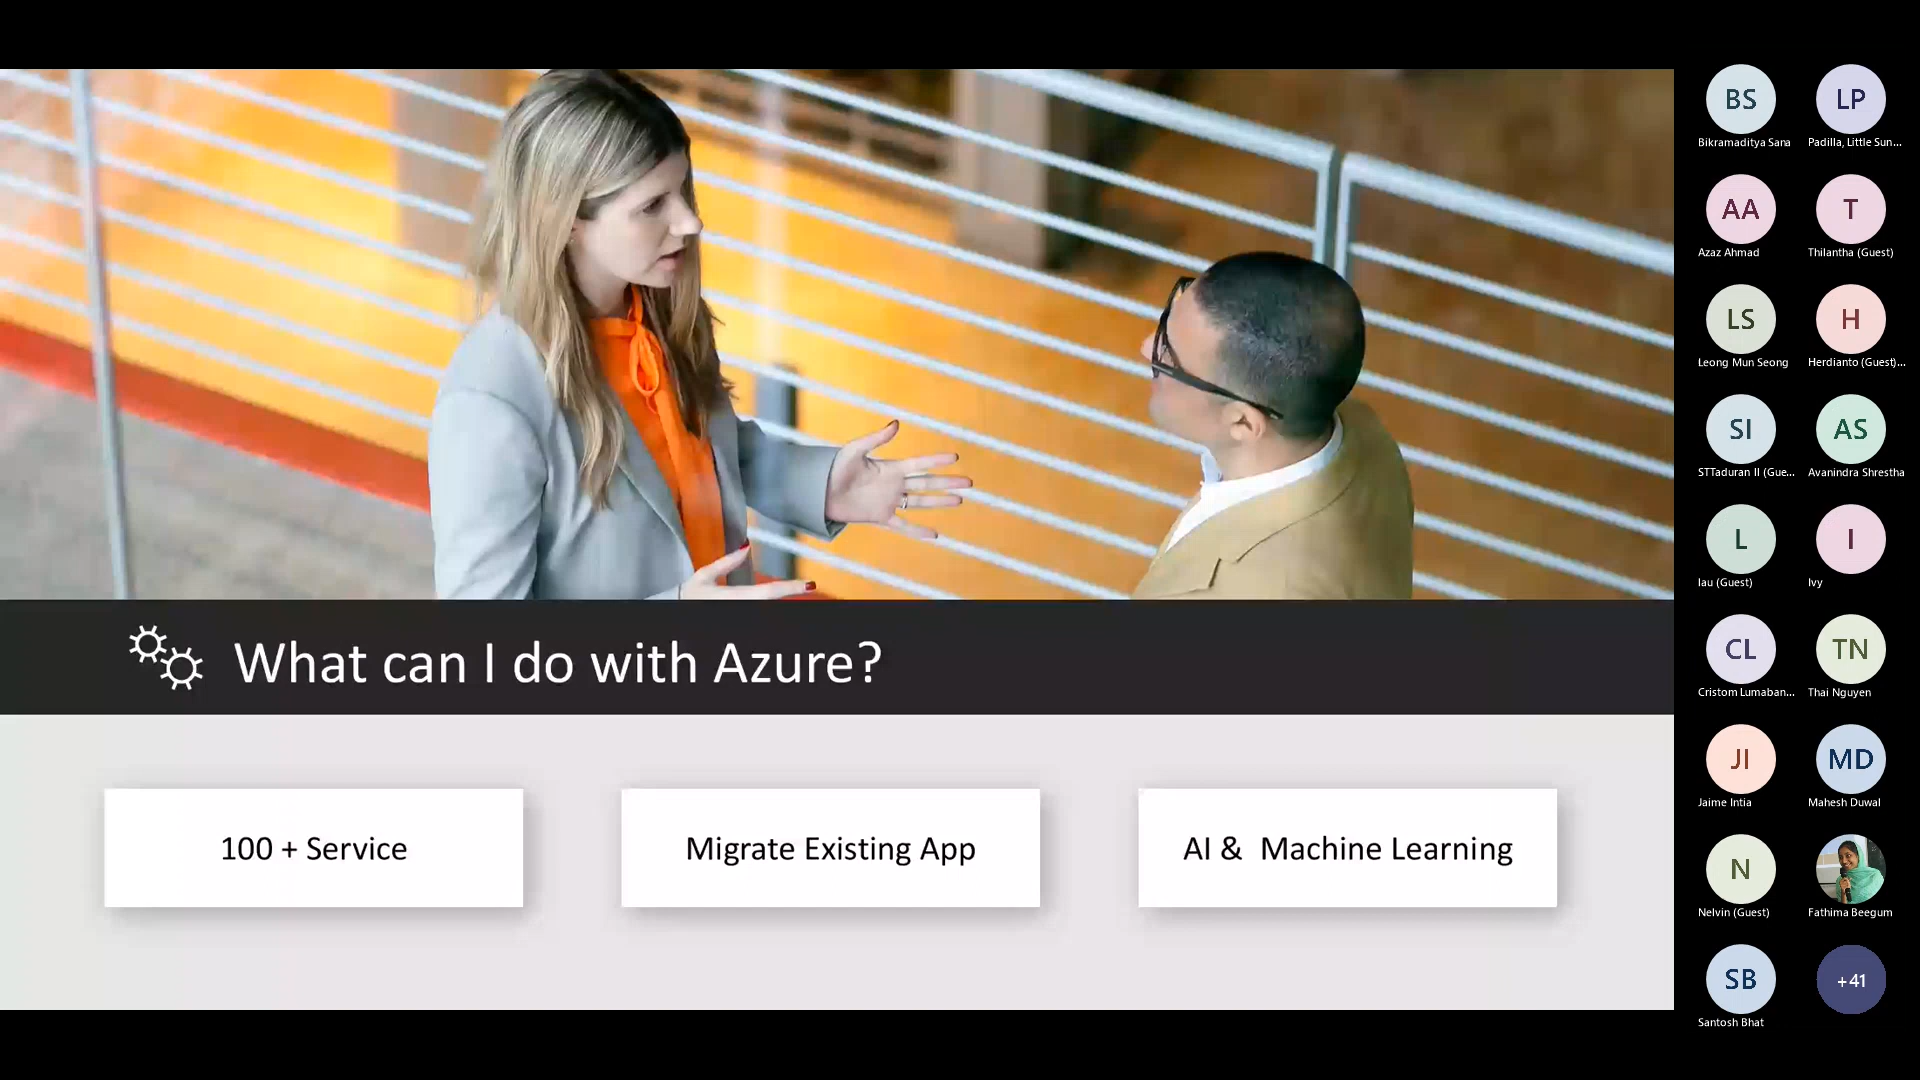 What can I do with Azure?
100 + Service
Migrate Existing App
AI & Machine Learning
BS
LP
Bikramaditya Sana
Padilla, Little Sun...
AA
T
Azaz Ahmad
Thilantha (Guest)
LS
H
Leong Mun Seong
Herdianto (Guest)...
SI
AS
STTaduran II (Gue...
Avanindra Shrestha
L
I
lau (Guest)
Ivy
CL
TN
Cristom Lumaban...
Thai Nguyen
JI
MD
Jaime Intia
Mahesh Duwal
N
Nelvin (Guest)
Fathima Beegum
SB
+41
Santosh Bhat